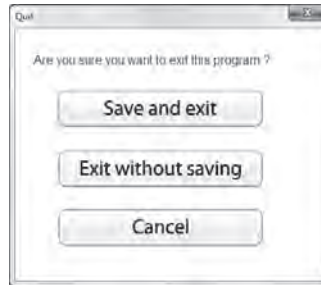 Quit
Are you sure you want to exit this program ?
Save and exit
Exit without saving
Cancel